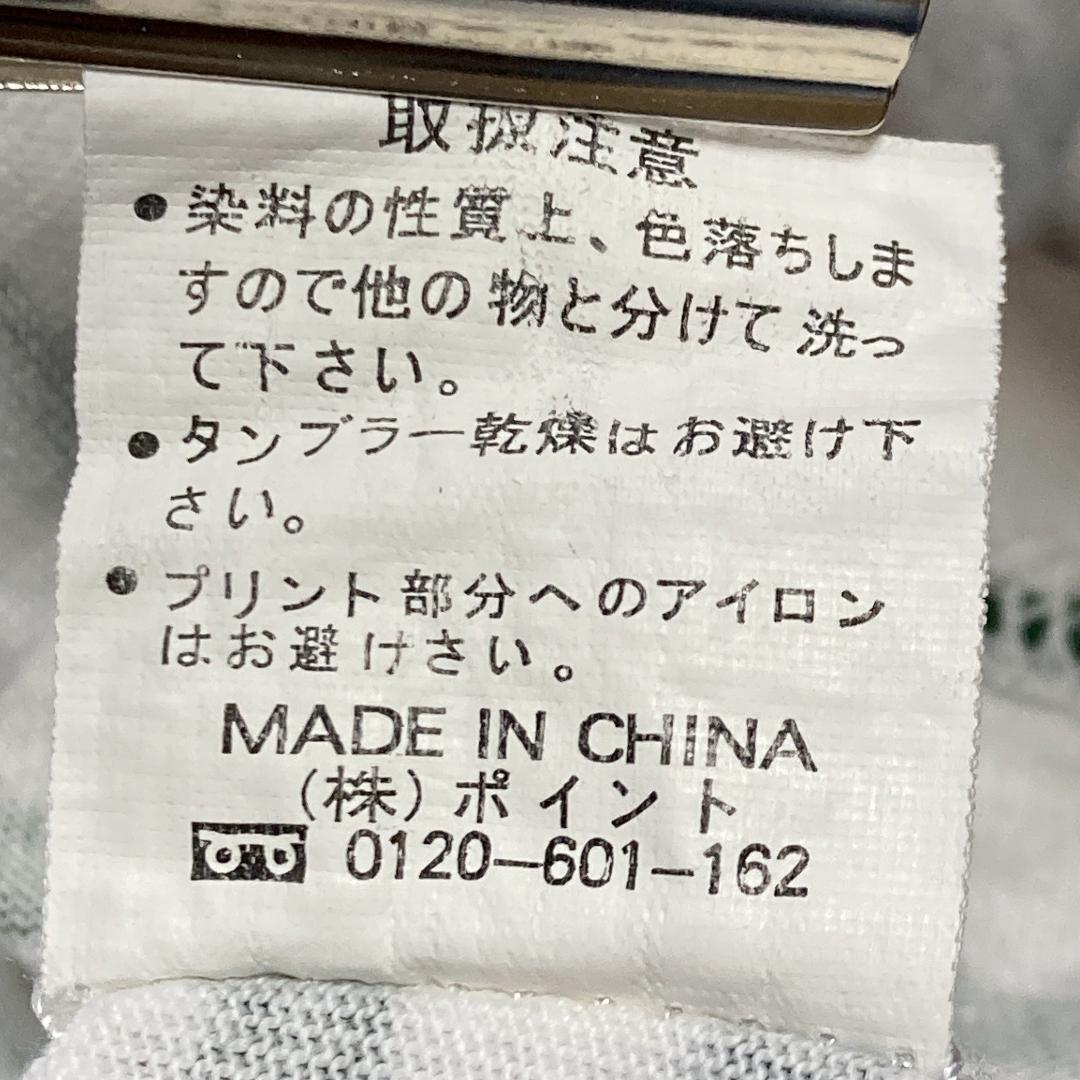 取扱注意
●染料の性質上、色落ちしま
すので他の物と分けて洗っ
て下さい。
●タンブラー乾燥はお避け下
さい。
●プリント部分へのアイロン
はお避けさい。
MADE IN CHINA
(株)ポイント
0120-601-162